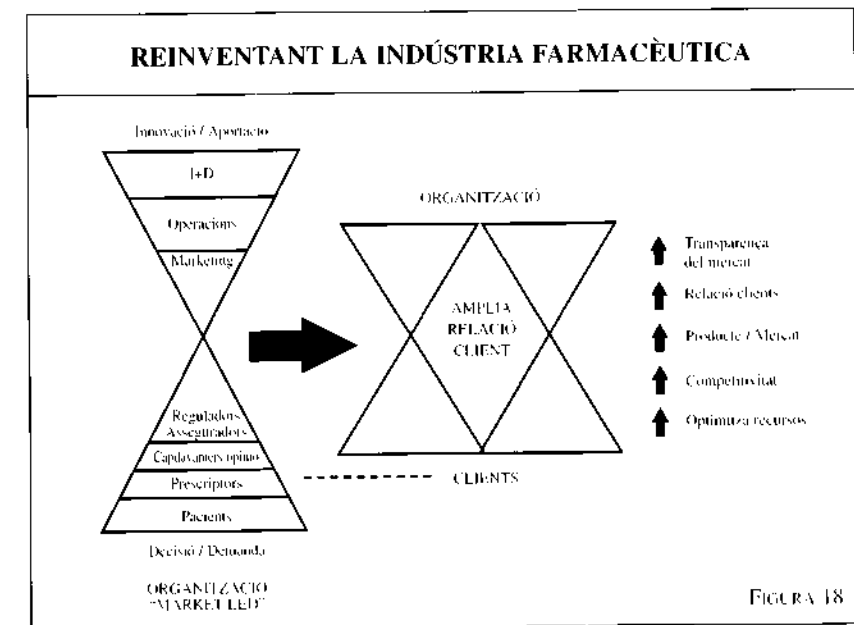 REINVENTANT LA INDÚSTRIA FARMACÈUTICA
Innovació / Aportació
I+D
Operacions
Marketing
Reguladors
Asseguradors
Capdavanters opinió
Prescriptors
Pacients
Decisió / Demanda
ORGANITZACIÓ
"MARKET LED"
ORGANITZACIÓ
AMPLIA
RELACIÓ
CLIENT
CLIENTS
Transparença
del mercat
Relació clients
Producte / Mercat
Competitivitat
Optimitza recursos
FIGURA 18